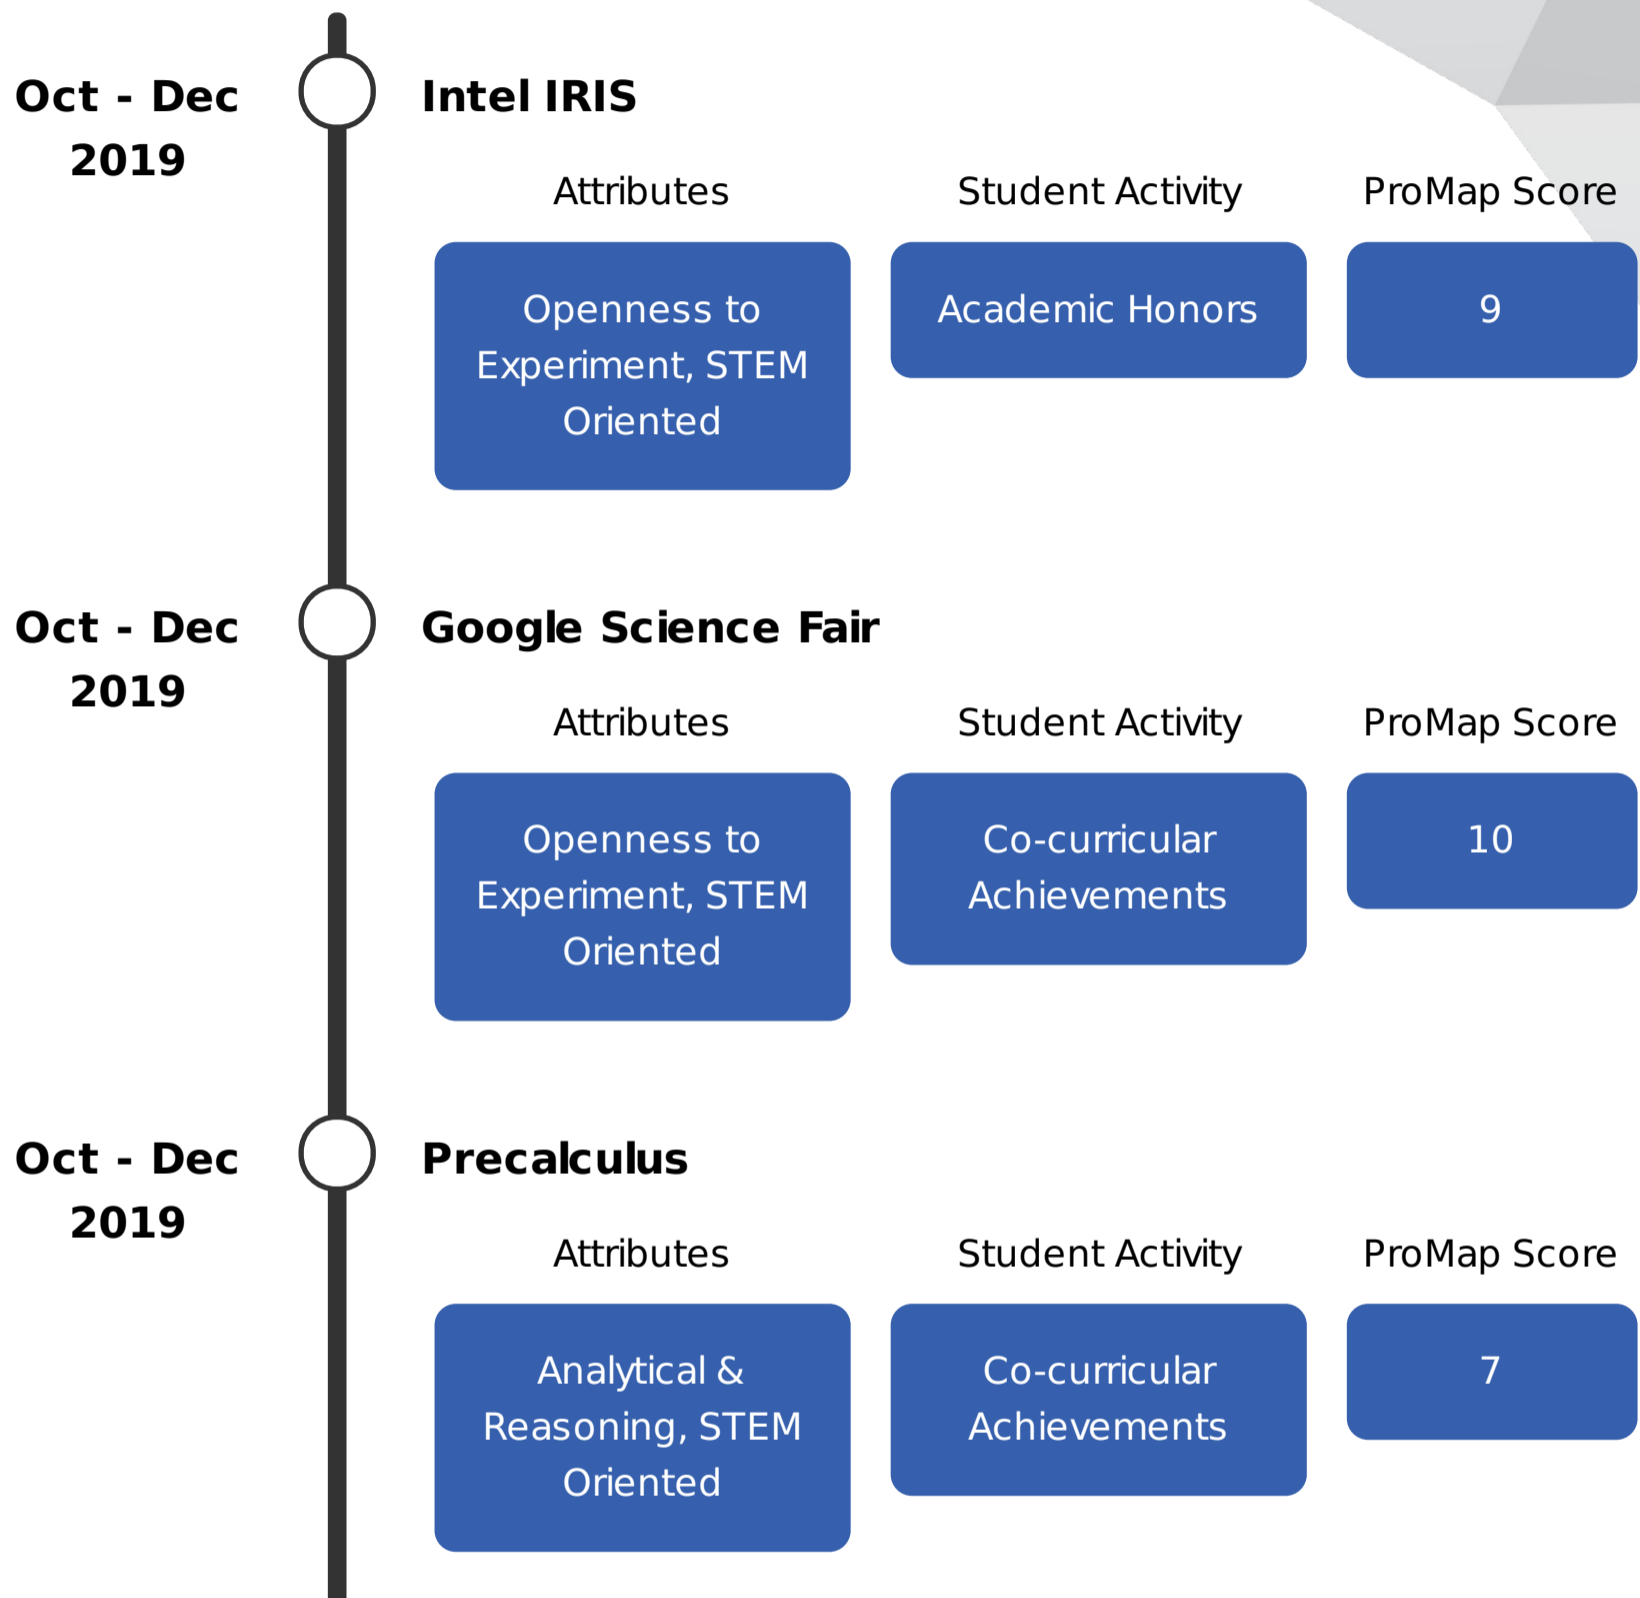 Oct - Dec
2019
Intel IRIS
Attributes
Student Activity
ProMap Score
Openness to
Experiment, STEM
Oriented
Academic Honors
9
Oct - Dec
2019
Google Science Fair
Attributes
Student Activity
ProMap Score
Openness to
Experiment, STEM
Oriented
Co-curricular
Achievements
10
Oct - Dec
2019
Precalculus
Attributes
Student Activity
ProMap Score
Analytical &
Reasoning, STEM
Oriented
Co-curricular
Achievements
7